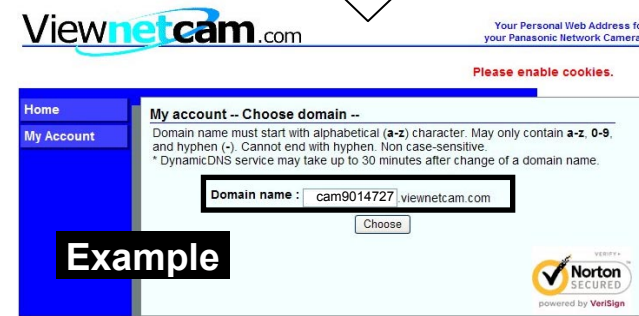 Viewnetcam.com
Your Personal Web Address fo
your Panasonic Network Camera
Please enable cookies.
Home
My Account
My account -- Choose domain --
Domain name must start with alphabetical (a-z) character. May only contain a-z, 0-9,
and hyphen (-). Cannot end with hyphen. Non case-sensitive.
* DynamicDNS service may take up to 30 minutes after change of a domain name.
Domain name : cam9014727 .viewnetcam.com
Choose
Example
VERIFY▸
Norton
SECURED
powered by VeriSign